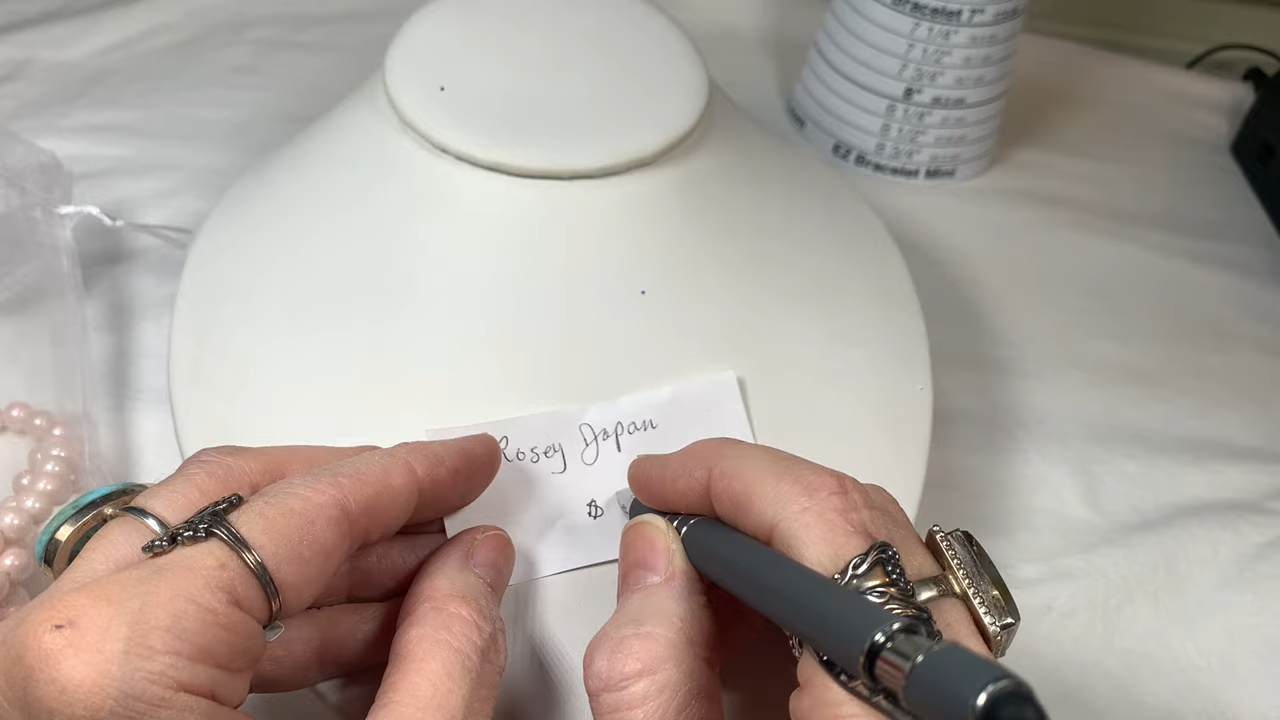 Bracelet 7"
7 1/4"
7 1/2"
7 3/4"
8"
8 1/4"
8 1/2"
8 3/4"
EZ Bracelet Mini
Rosey Japan
$